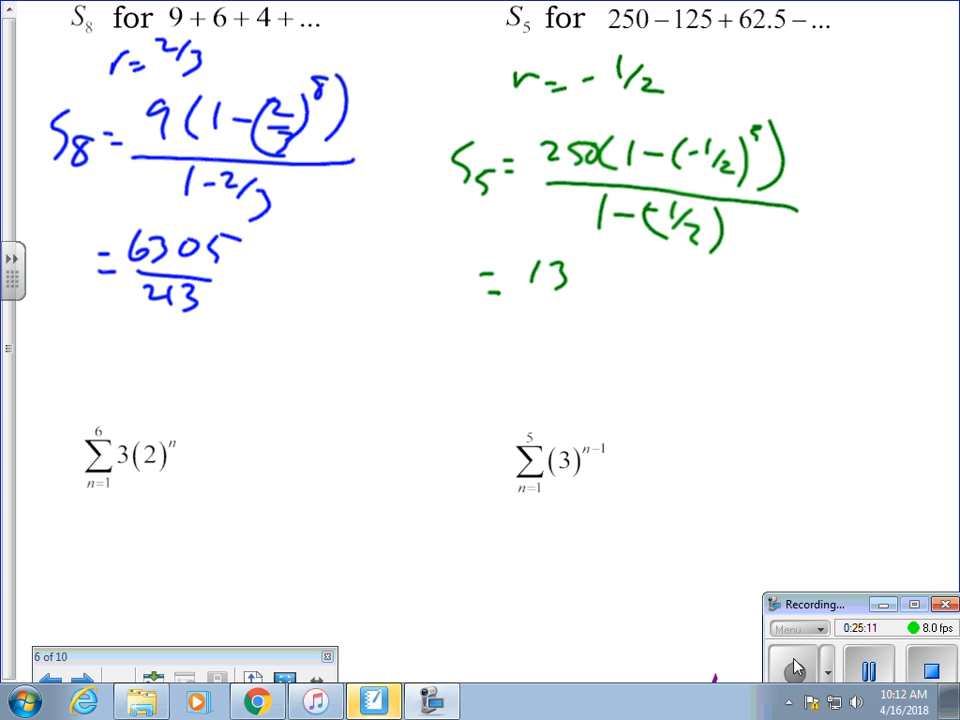 S₈ for 9 + 6 + 4 + ...
r = 2/3
S₈ = 9(1 - (2/3)^8) / (1 - 2/3)
= 6305/243
S₅ for 250 − 125 + 62.5 − ...
r = - 1/2
S₅ = 250(1 - (-1/2)^5) / (1 - (-1/2))
= 13
6 ∑ n=1 3(2)^n
5 ∑ n=1 (3)^(n−1)
Recording...
Menu 0:25:11 8.0 fps
6 of 10
10:12 AM
4/16/2018